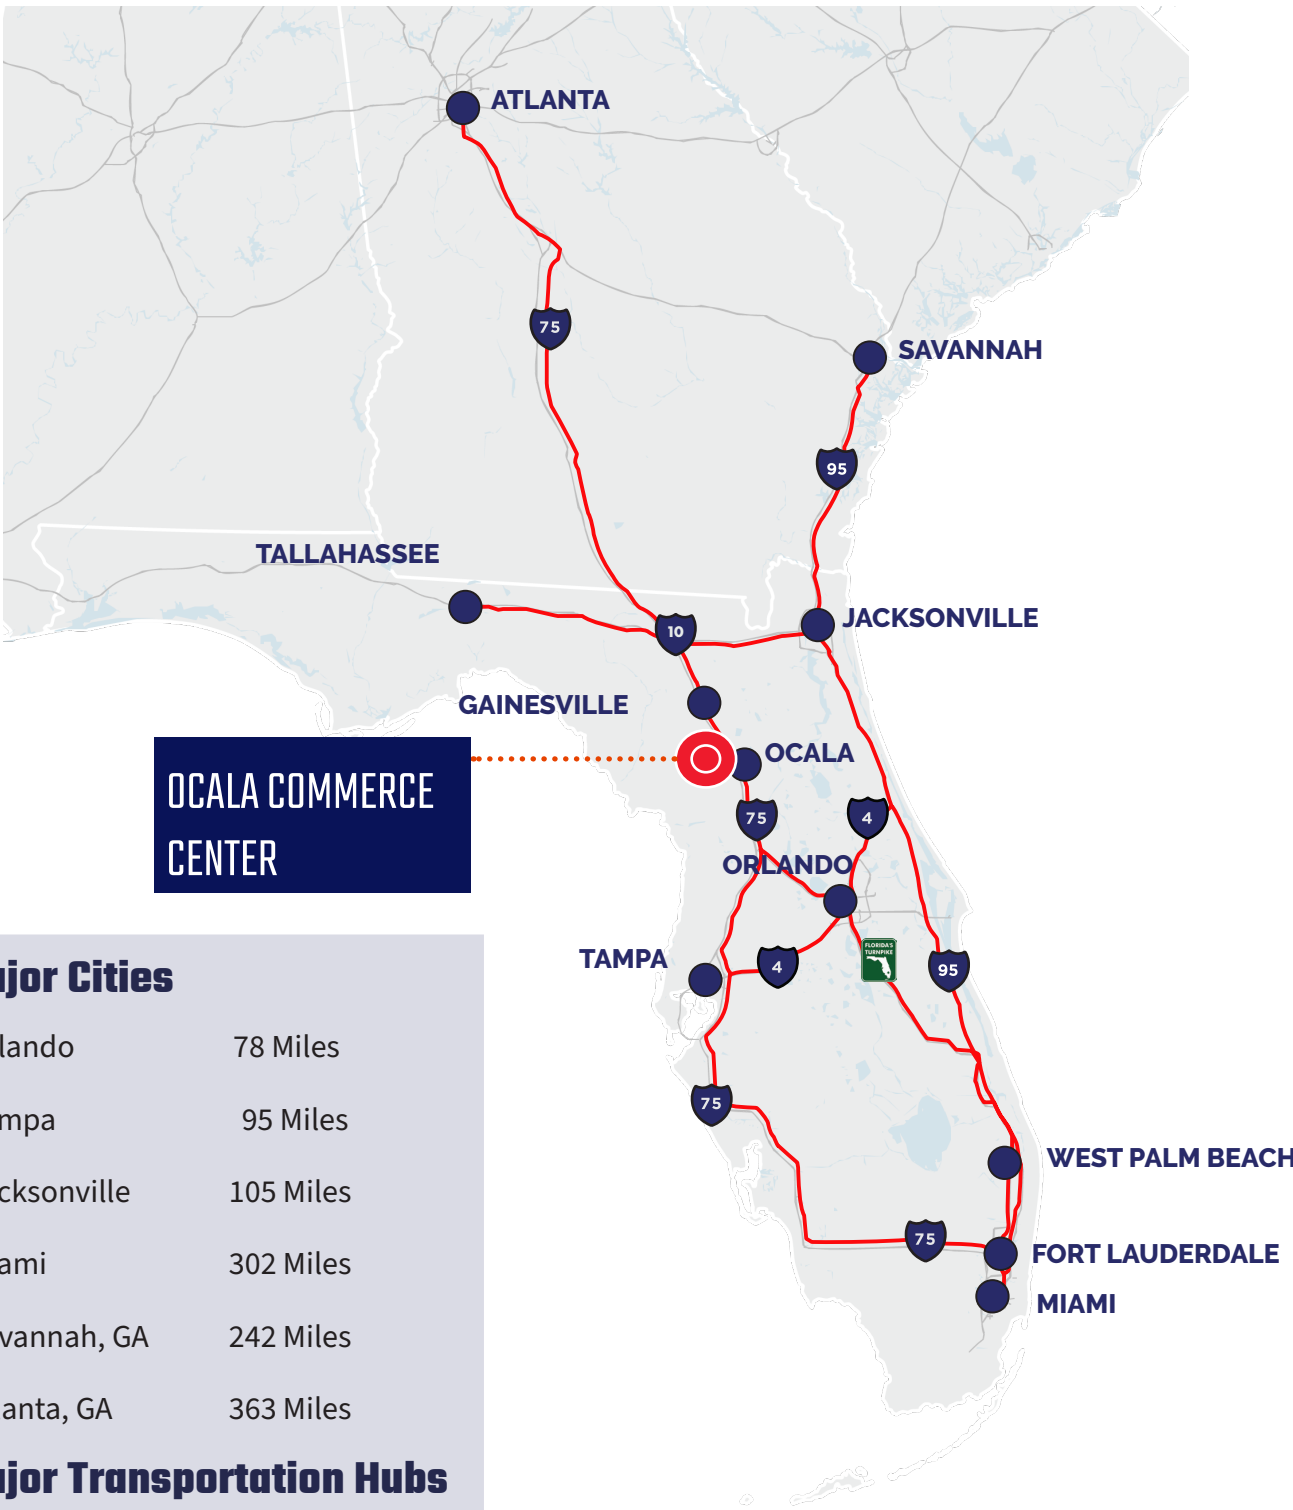 ATLANTA
75
SAVANNAH
95
TALLAHASSEE
10
JACKSONVILLE
GAINESVILLE
OCALA
OCALA COMMERCE
CENTER
75
4
ORLANDO
TAMPA
4
FLORIDA'S
TURNPIKE
95
75
WEST PALM BEACH
75
FORT LAUDERDALE
MIAMI
jor Cities
lando 78 Miles
mpa 95 Miles
cksonville 105 Miles
ami 302 Miles
vannah, GA 242 Miles
anta, GA 363 Miles
jor Transportation Hubs